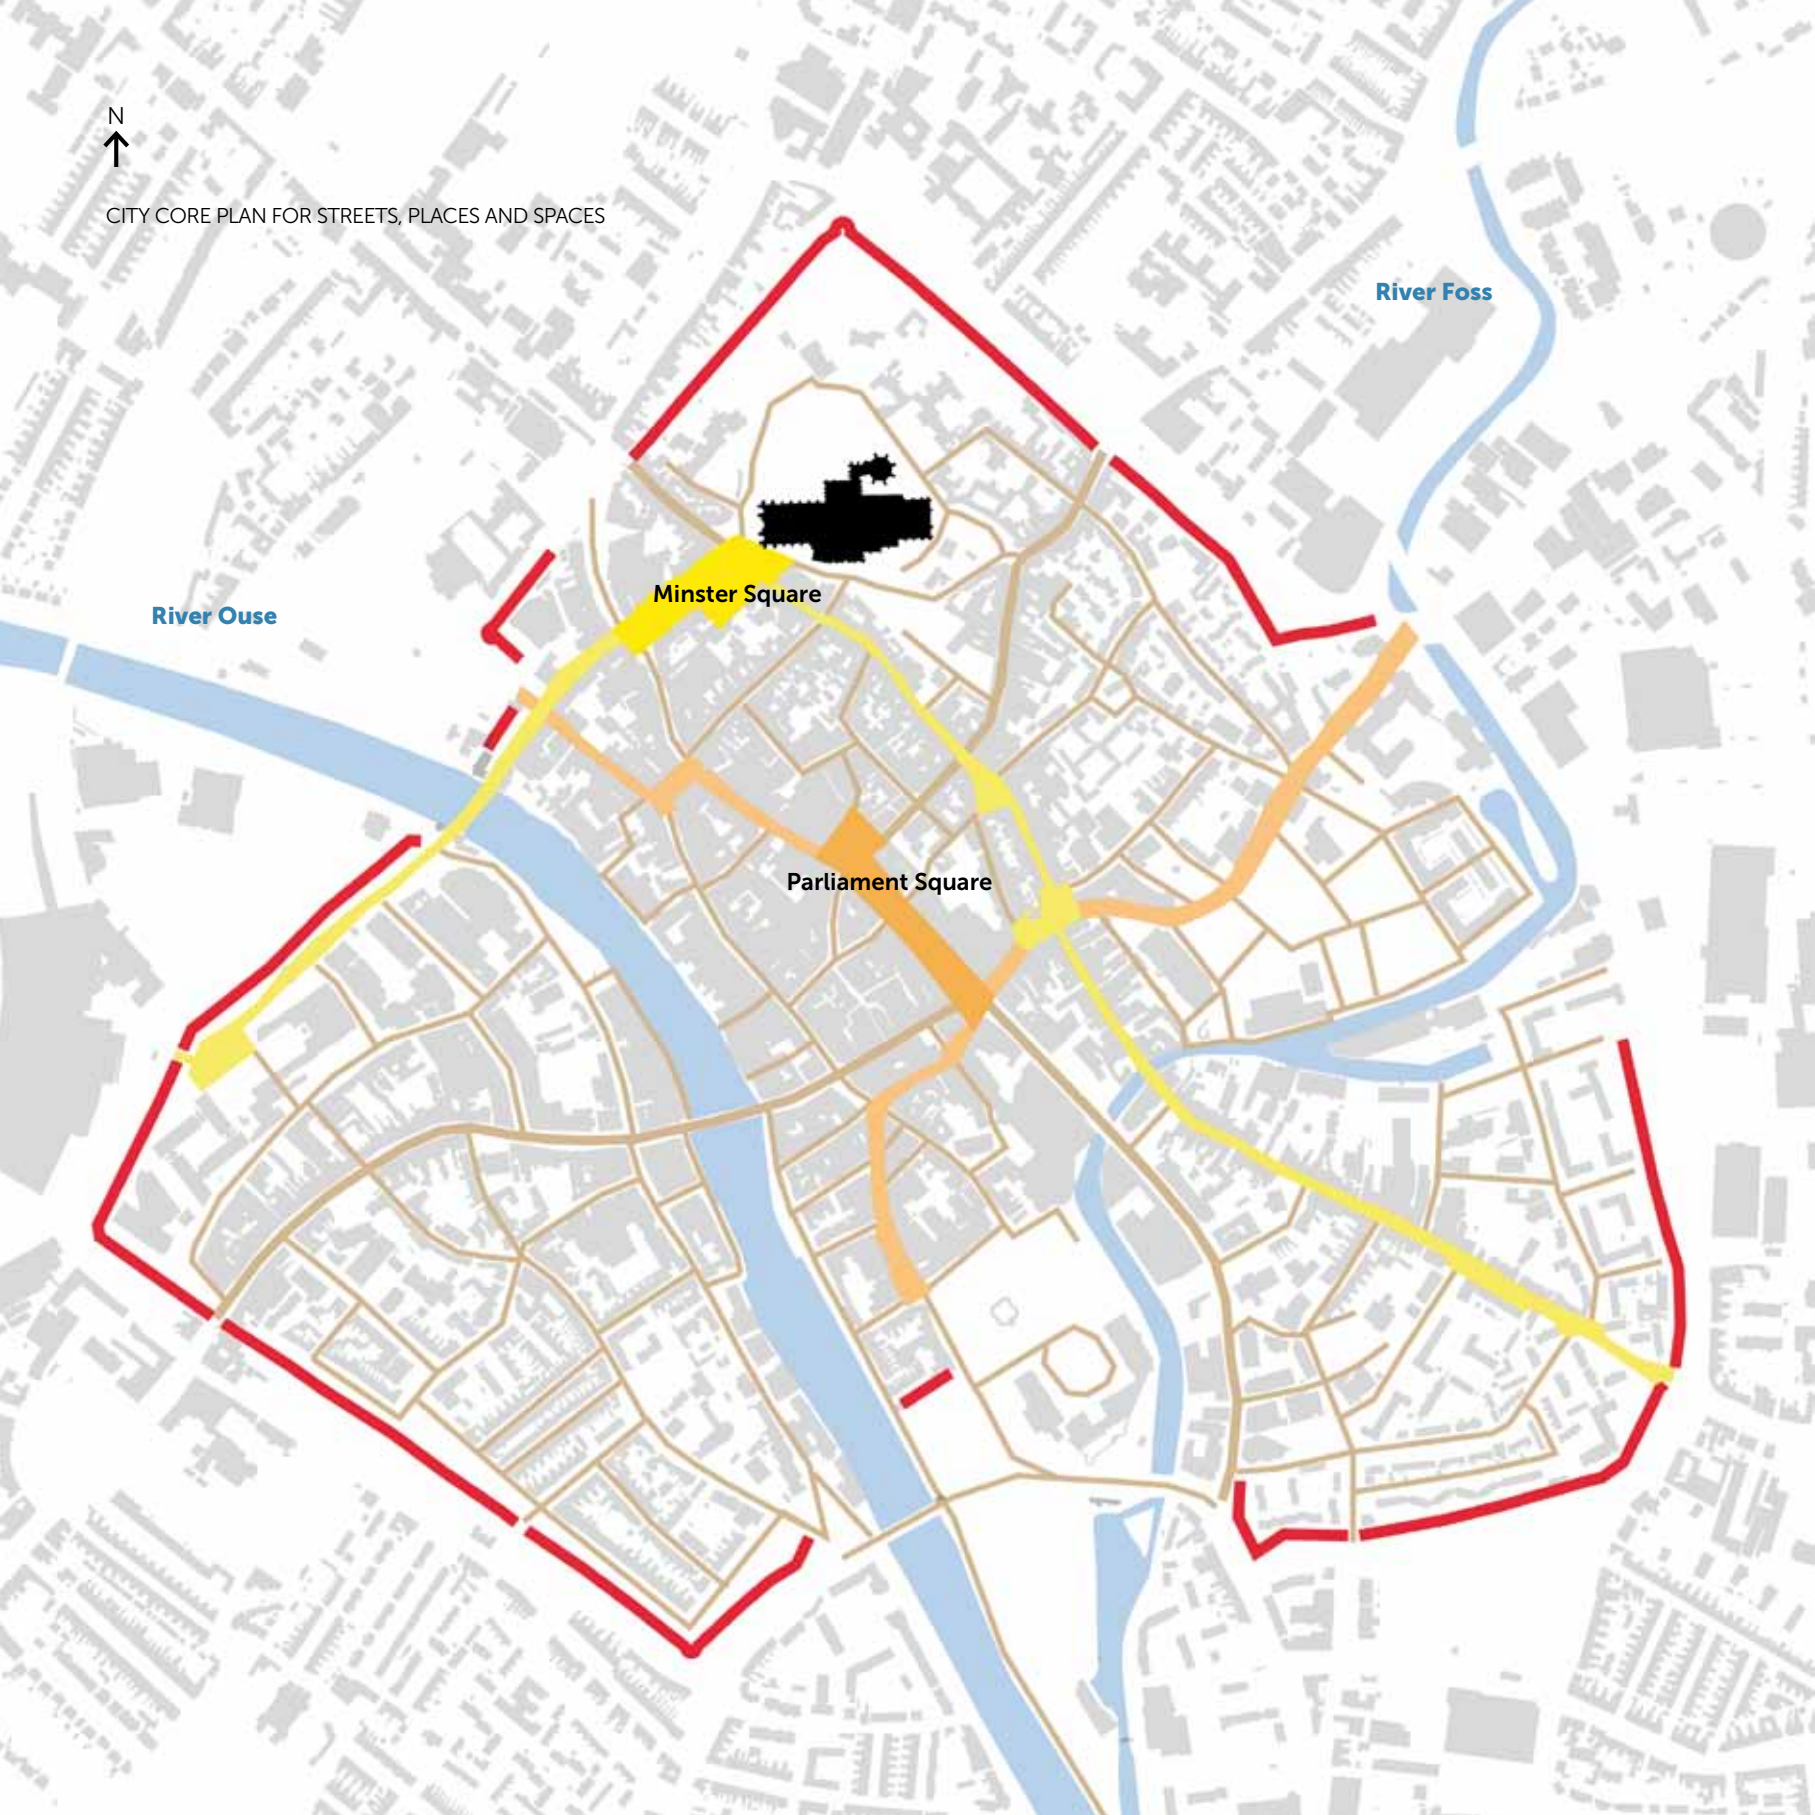 N
CITY CORE PLAN FOR STREETS, PLACES AND SPACES
River Foss
Minster Square
River Ouse
Parliament Square